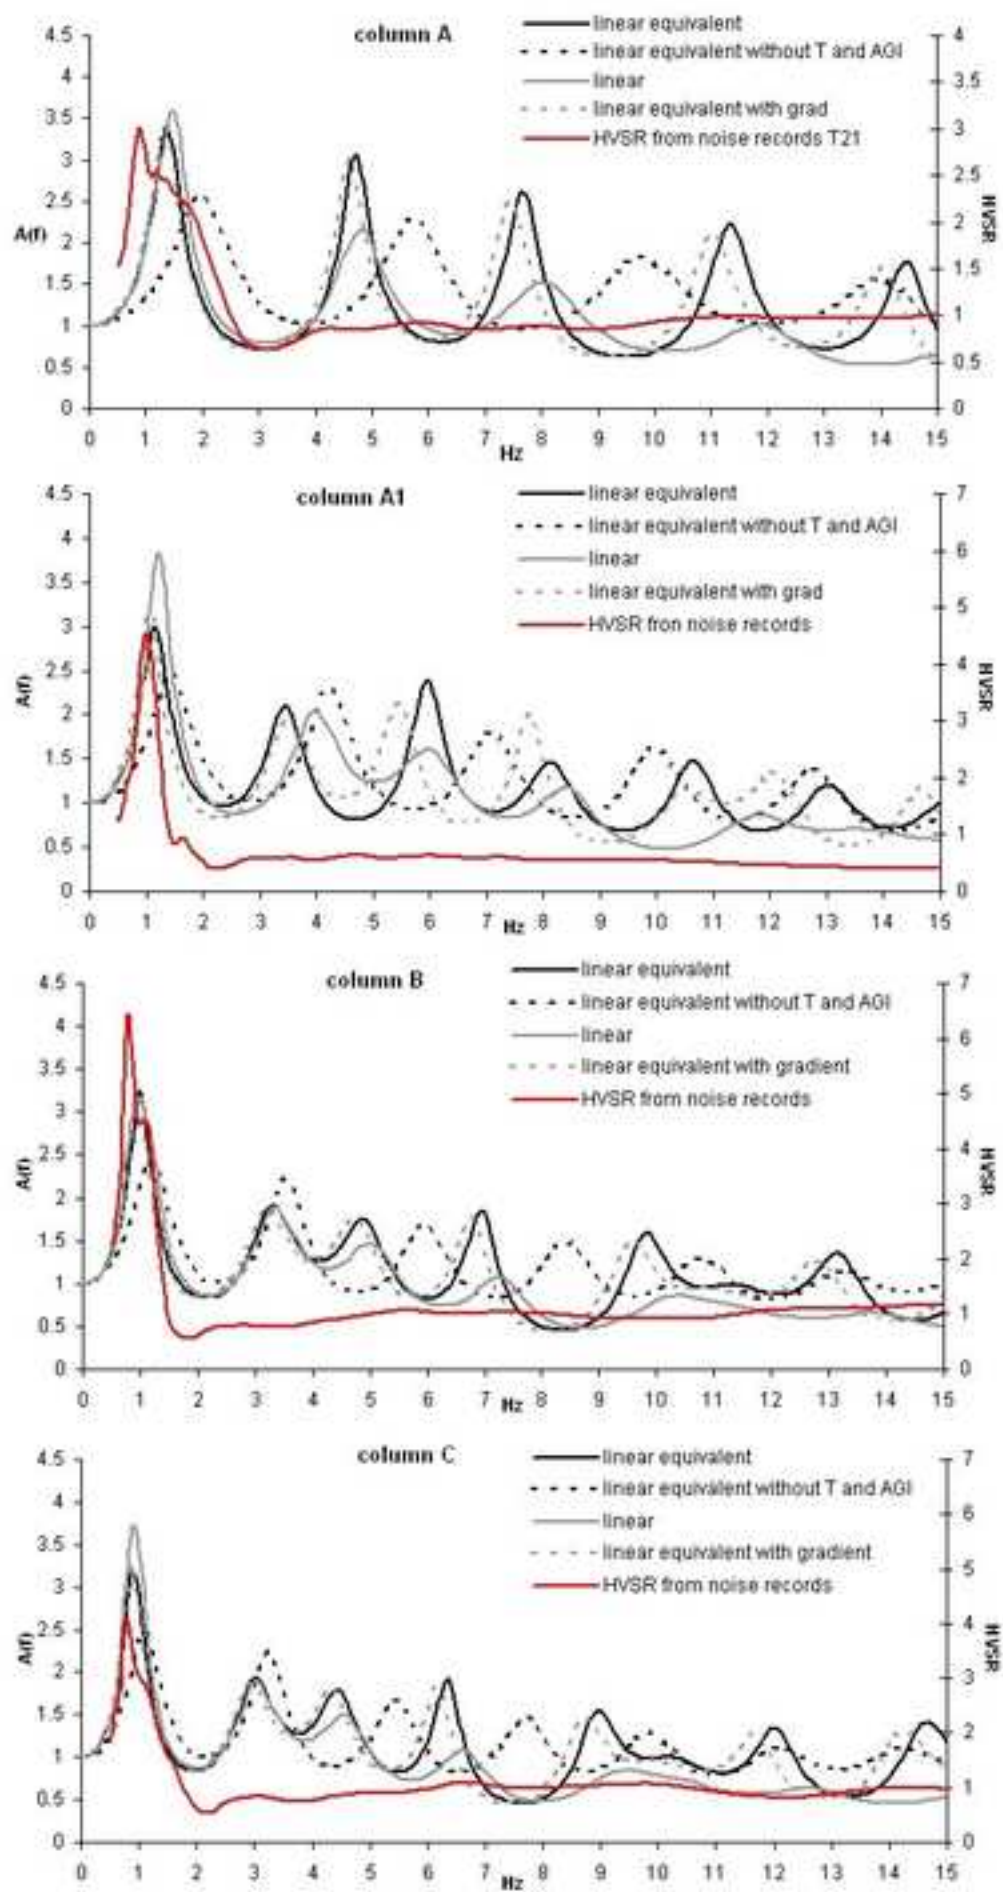 column A
linear equivalent
linear equivalent without T and AGI
linear
linear equivalent with grad
HVSR from noise records T21
4.5
4
3.5
3
2.5
2
1.5
1
0.5
0
A(f)
4
3.5
3
2.5
2
1.5
1
0.5
0
HVSR
0 1 2 3 4 5 6 7 8 9 10 11 12 13 14 15
Hz
column A1
linear equivalent
linear equivalent without T and AGI
linear
linear equivalent with grad
HVSR fron noise records
4.5
4
3.5
3
2.5
2
1.5
1
0.5
0
A(f)
7
6
5
4
3
2
1
0
HVSR
0 1 2 3 4 5 6 7 8 9 10 11 12 13 14 15
Hz
column B
linear equivalent
linear equivalent without T and AGI
linear
linear equivalent with gradient
HVSR from noise records
4.5
4
3.5
3
2.5
2
1.5
1
0.5
0
A(f)
7
6
5
4
3
2
1
0
HVSR
0 1 2 3 4 5 6 7 8 9 10 11 12 13 14 15
Hz
column C
linear equivalent
linear equivalent without T and AGI
linear
linear equivalent with gradient
HVSR from noise records
4.5
4
3.5
3
2.5
2
1.5
1
0.5
0
A(f)
7
6
5
4
3
2
1
0
HVSR
0 1 2 3 4 5 6 7 8 9 10 11 12 13 14 15
Hz